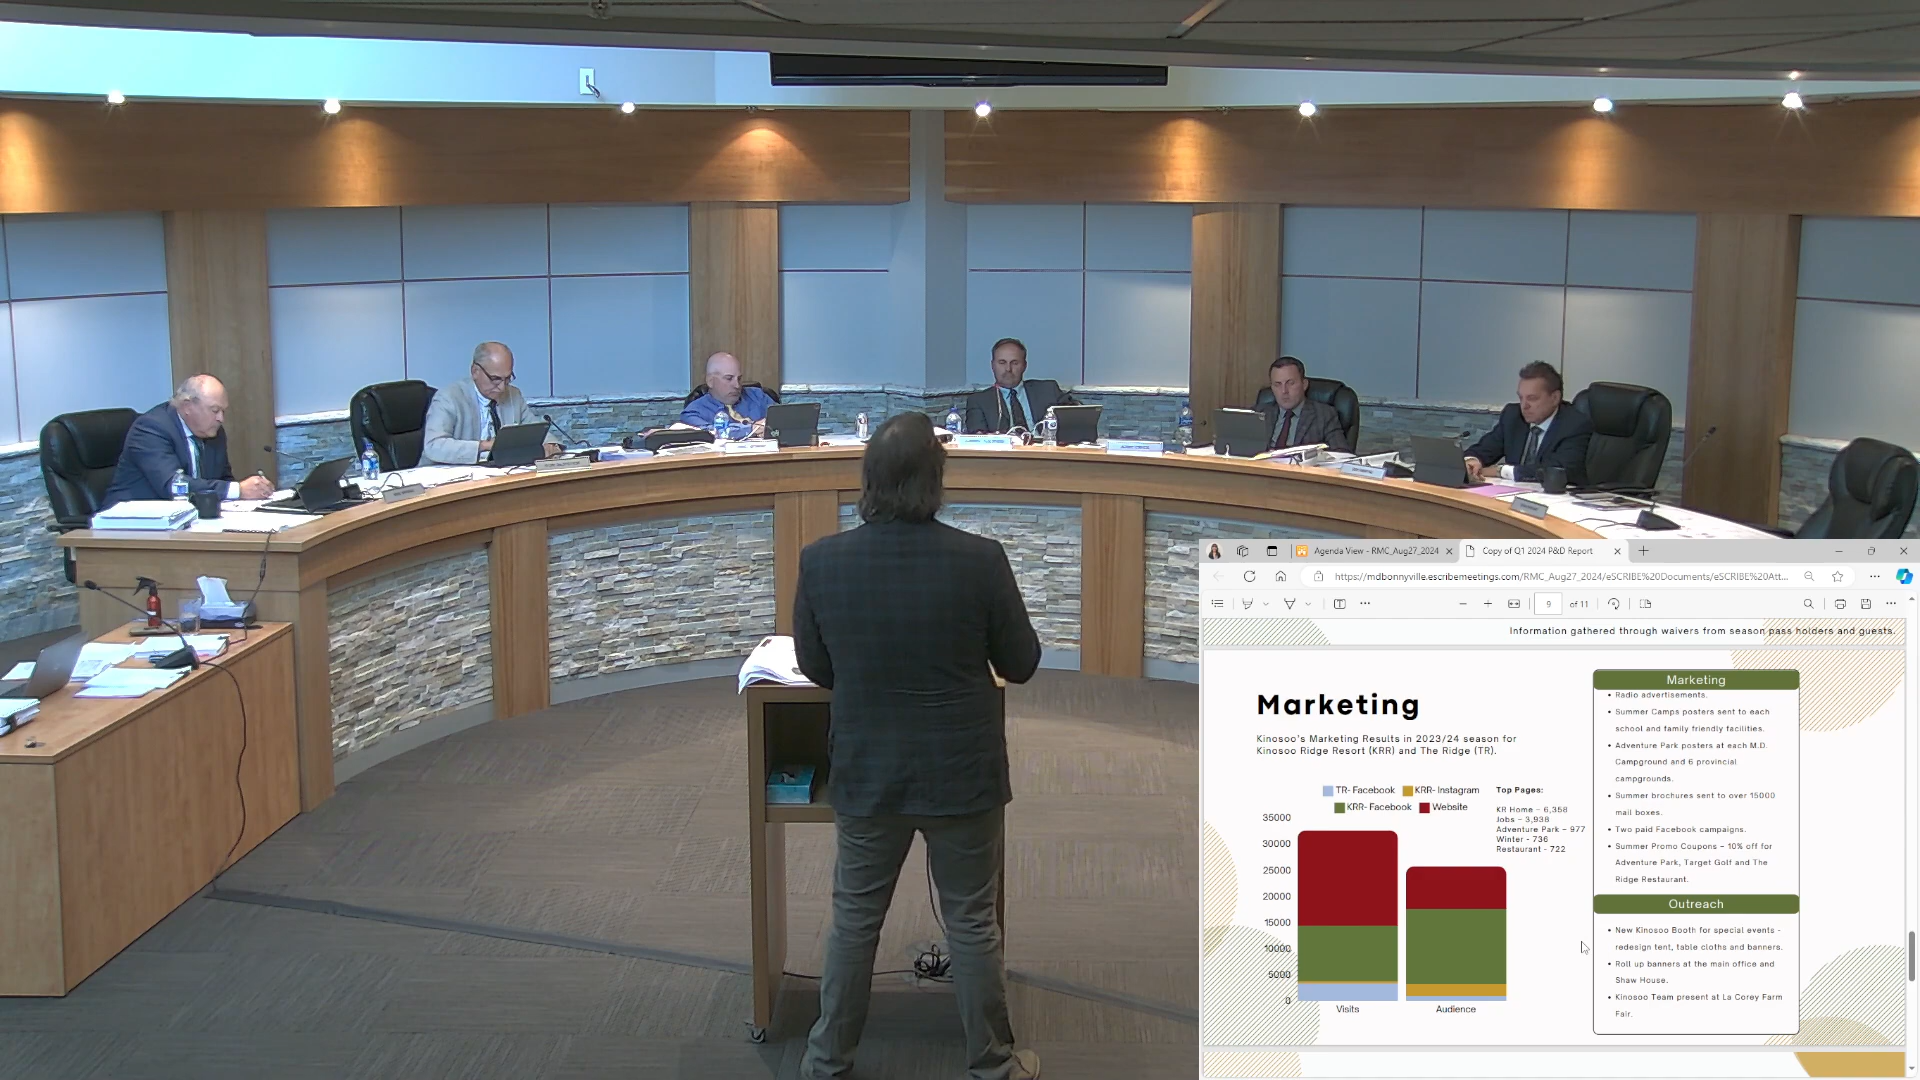 Agenda View - RMC_Aug27_2024
Copy of Q1 2024 P&D Report
https://mdbonnyville.escribemeetings.com/RMC_Aug27_2024/eSCRIBE%20Documents/eSCRIBE%20Att...
9 of 11
Information gathered through waivers from season pass holders and guests.
Marketing
Kinosoo's Marketing Results in 2023/24 season for
Kinosoo Ridge Resort (KRR) and The Ridge (TR).
TR- Facebook KRR- Instagram
KRR- Facebook Website
Top Pages:
KR Home – 6,358
Jobs – 3,938
Adventure Park – 977
Winter - 736
Restaurant - 722
35000
30000
25000
20000
15000
10000
5000
0
Visits
Audience
Marketing
• Radio advertisements.
• Summer Camps posters sent to each
school and family friendly facilities.
• Adventure Park posters at each M.D.
Campground and 6 provincial
campgrounds.
• Summer brochures sent to over 15000
mail boxes.
• Two paid Facebook campaigns.
• Summer Promo Coupons – 10% off for
Adventure Park, Target Golf and The
Ridge Restaurant.
Outreach
• New Kinosoo Booth for special events -
redesign tent, table cloths and banners.
• Roll up banners at the main office and
Shaw House.
• Kinosoo Team present at La Corey Farm
Fair.